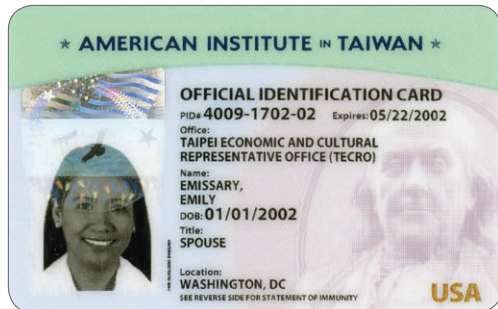 ★ AMERICAN INSTITUTE IN TAIWAN ★
OFFICIAL IDENTIFICATION CARD
PID# 4009-1702-02 Expires: 05/22/2002
Office:
TAIPEI ECONOMIC AND CULTURAL
REPRESENTATIVE OFFICE (TECRO)
Name:
EMISSARY,
EMILY
DOB: 01/01/2002
Title:
SPOUSE
Location:
WASHINGTON, DC
SEE REVERSE SIDE FOR STATEMENT OF IMMUNITY
USA